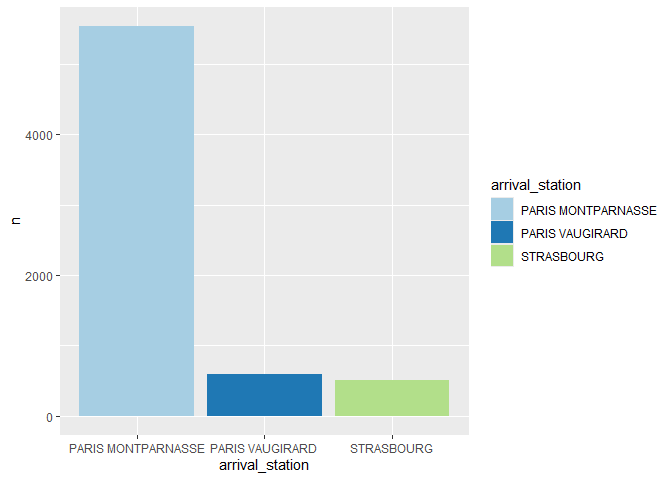 4000
2000
0
n
PARIS MONTPARNASSE
PARIS VAUGIRARD
STRASBOURG
arrival_station
arrival_station
PARIS MONTPARNASSE
PARIS VAUGIRARD
STRASBOURG